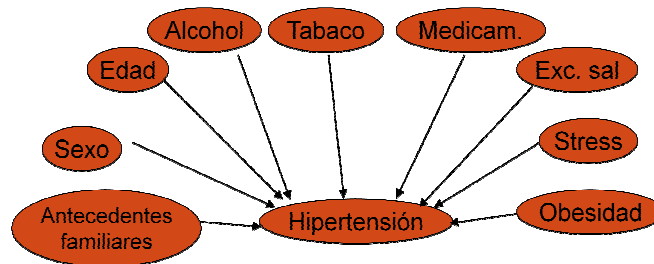 Alcohol
Tabaco
Medicam.
Edad
Exc. sal
Sexo
Stress
Antecedentes
familiares
Hipertensión
Obesidad